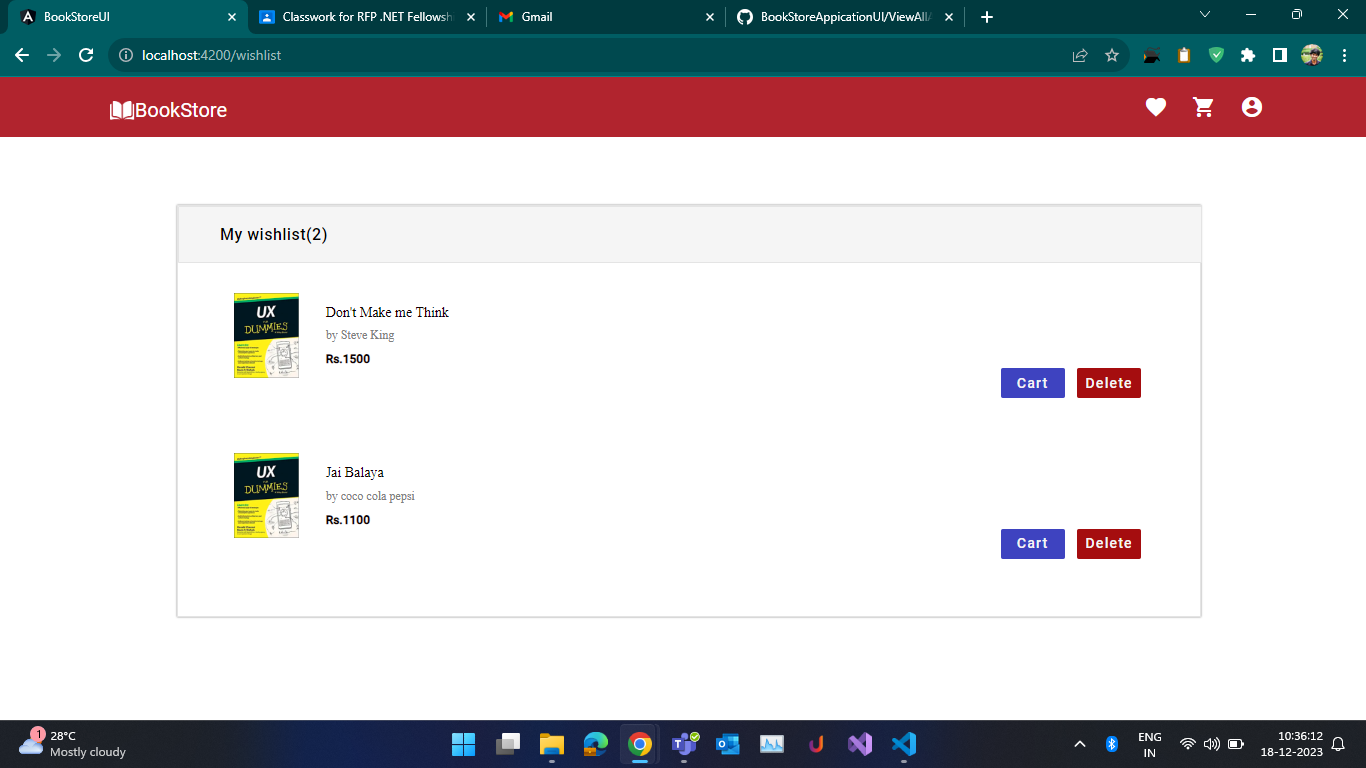 BookStoreUI
Classwork for RFP .NET Fellowsh
Gmail
BookStoreAppicationUI/ViewAll/
localhost:4200/wishlist
BookStore
My wishlist(2)
UX
DUMMIES
Don't Make me Think
by Steve King
Rs.1500
Cart
Delete
UX
DUMMIES
Jai Balaya
by coco cola pepsi
Rs.1100
Cart
Delete
1
28°C
Mostly cloudy
ENG
IN
10:36:12
18-12-2023